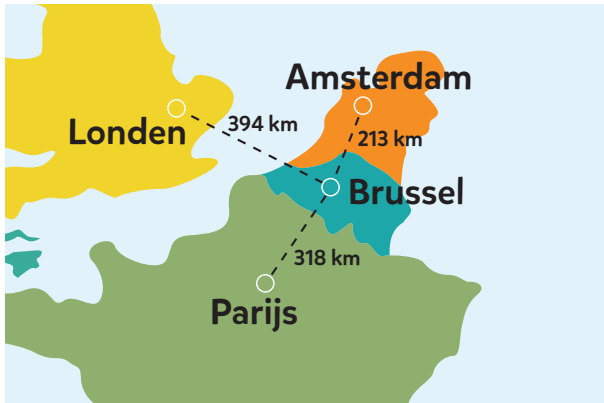 Amsterdam
Londen
394 km
213 km
Brussel
318 km
Parijs